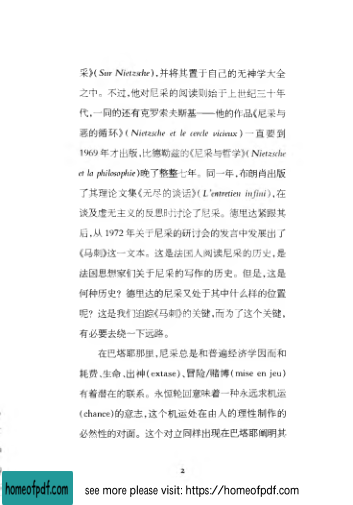 采》(Sur Nietzsche),并将其置于自己的无神学大全
之中。不过,他对尼采的阅读则始于上世纪三十年
代,一同的还有克罗索夫斯基——他的作品《尼采与
恶的循环》(Nietzsche et le cercle vicieux)一直要到
1969年才出版,比德勒兹的《尼采与哲学》(Nietzsche
et la philosophie)晚了整整七年。同一年,布朗肖出版
了其理论文集《无尽的谈话》(L'entretien infini),在
谈及虚无主义的反思时讨论了尼采。德里达紧跟其
后,从1972年关于尼采的研讨会的发言中发展出了
《马刺》这一文本。这是法国人阅读尼采的历史,是
法国思想家们关于尼采的写作的历史。但是,这是
何种历史?德里达的尼采又处于其中什么样的位置
呢?这是我们追踪《马刺》的关键,而为了这个关键,
有必要去绕一下远路。
在巴塔耶那里,尼采总是和普遍经济学因而和
耗费、生命、出神(extase)、冒险/赌博(mise en jeu)
有着潜在的联系。永恒轮回意味着一种永远求机运
(chance)的意志,这个机运处在由人的理性制作的
必然性的对面。这个对立同样出现在巴塔耶阐明其
2
homeofpdf.com
see more please visit: https://homeofpdf.com